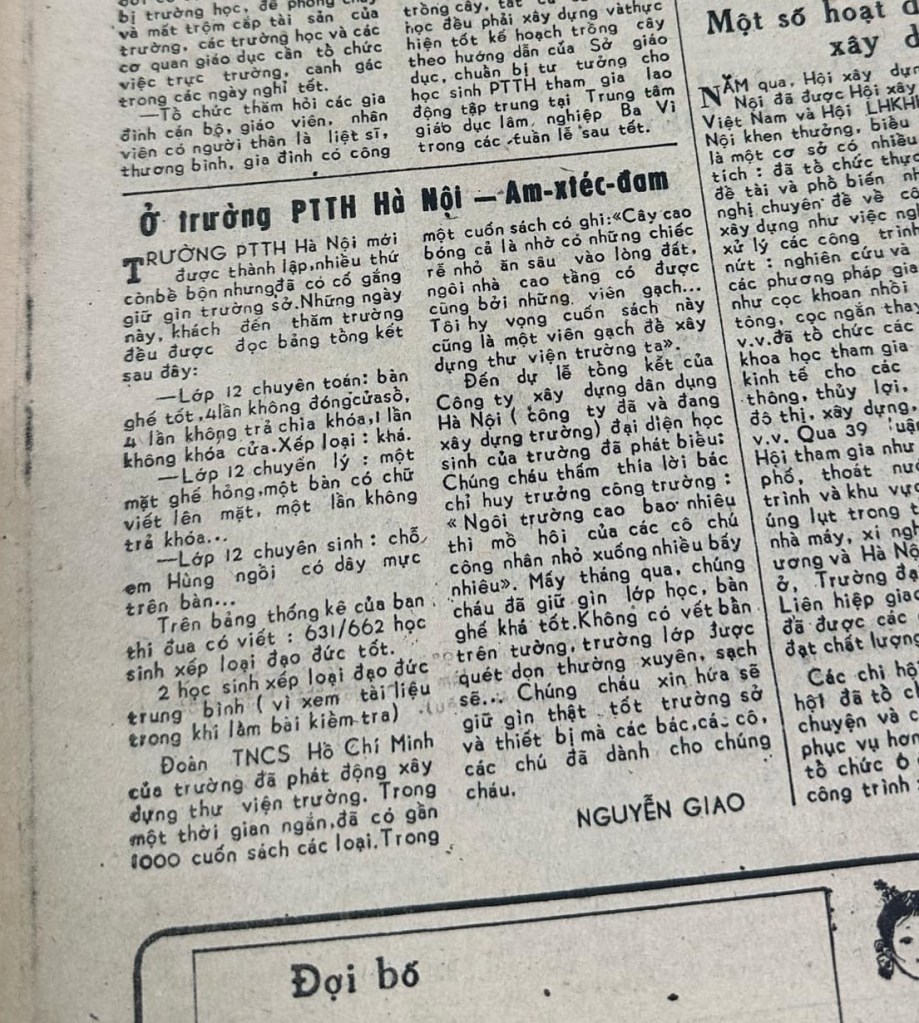 bị trường học, đề phòng cháy
và mất trộm cắp tài sản của
trường, các trường học và các
cơ quan giáo dục cần tổ chức
việc trực trường, canh gác
trong các ngày nghỉ tết.
—Tổ chức thăm hỏi các gia
đình cán bộ, giáo viên, nhân
viên có người thân là liệt sĩ,
thương binh, gia đình có công
trồng cây, tất cả
học đều phải xây dựng vàthực
hiện tốt kế hoạch trồng cây
theo hướng dẫn của Sở giáo
dục, chuẩn bị tư tưởng cho
học sinh PTTH tham gia lao
động tập trung tại Trung tâm
giáo dục lâm nghiệp Ba Vì
trong các tuần lễ sau tết.
Ở trường PTTH Hà Nội — Am-xtéc-đam
TRƯỜNG PTTH Hà Nội mới
được thành lập,nhiều thứ
cònbề bộn nhưngđã có cố gắng
giữ gìn trường sở.Những ngày
này, khách đến thăm trường
đều được đọc bảng tổng kết
sau đây:
—Lớp 12 chuyên toán: bàn
ghế tốt,4lần không đóngcửasổ,
4 lần không trả chìa khóa,1 lần
không khóa cửa.Xếp loại : khá.
—Lớp 12 chuyên lý : một
mặt ghế hỏng,một bàn có chữ
viết lên mặt, một lần không
trả khóa...
—Lớp 12 chuyên sinh : chỗ
em Hùng ngồi có dây mực
trên bàn...
Trên bảng thống kê của ban
thi đua có viết : 631/662 học
sinh xếp loại đạo đức tốt.
2 học sinh xếp loại đạo đức
trung bình (vì xem tài liệu
trong khi làm bài kiểm tra)
Đoàn TNCS Hồ Chí Minh
của trường đã phát động xây
dựng thư viện trường. Trong
một thời gian ngắn,đã có gần
1000 cuốn sách các loại.Trong
một cuốn sách có ghi:«Cây cao
bóng cả là nhờ có những chiếc
rễ nhỏ ăn sâu vào lòng đất,
ngôi nhà cao tầng có được
cũng bởi những viên gạch...
Tôi hy vọng cuốn sách này
cũng là một viên gạch để xây
dựng thư viện trường ta».
Đến dự lễ tổng kết của
Công ty xây dựng dân dụng
Hà Nội ( công ty đã và đang
xây dựng trường) đại diện học
sinh của trường đã phát biểu:
Chúng cháu thấm thía lời bác
chỉ huy trưởng công trường :
« Ngôi trường cao bao nhiêu
thì mồ hôi của các cô chú
công nhân nhỏ xuống nhiều bấy
nhiêu». Mấy tháng qua, chúng
cháu đã giữ gìn lớp học, bàn
ghế khá tốt.Không có vết bẩn
trên tường, trường lớp được
quét dọn thường xuyên, sạch
sẽ... Chúng cháu xin hứa sẽ
giữ gìn thật tốt trường sở
và thiết bị mà các bác,cá- cô,
các chú đã dành cho chúng
cháu.
NGUYỄN GIAO
Một số hoạt
xây
NĂM qua, Hội xây dựng
Nội đã được Hội xây
Việt Nam và Hội LHKH
Nội khen thưởng, biểu
là một cơ sở có nhiều
tích : đã tổ chức thực
đề tài và phổ biến
nghị chuyên đề về
xây dựng như việc
xử lý các công trình
nứt : nghiên cứu và
các phương pháp gia
như cọc khoan nhồi
tông, cọc ngắn thay
v.v.đã tổ chức các
khoa học tham gia
kinh tế cho các
thông, thủy lợi,
đô thị, xây dựng,
v.v. Qua 39
Hội tham gia như
phố, thoát nước
trình và khu vực
úng lụt trong
nhà máy, xí
ương và Hà Nội
ở, Trường
Liên hiệp
đã được các
đạt chất lượng
Các chi hội
hội đã tổ
chuyện và
phục vụ hơn
tổ chức 6
công trình
Đợi bố